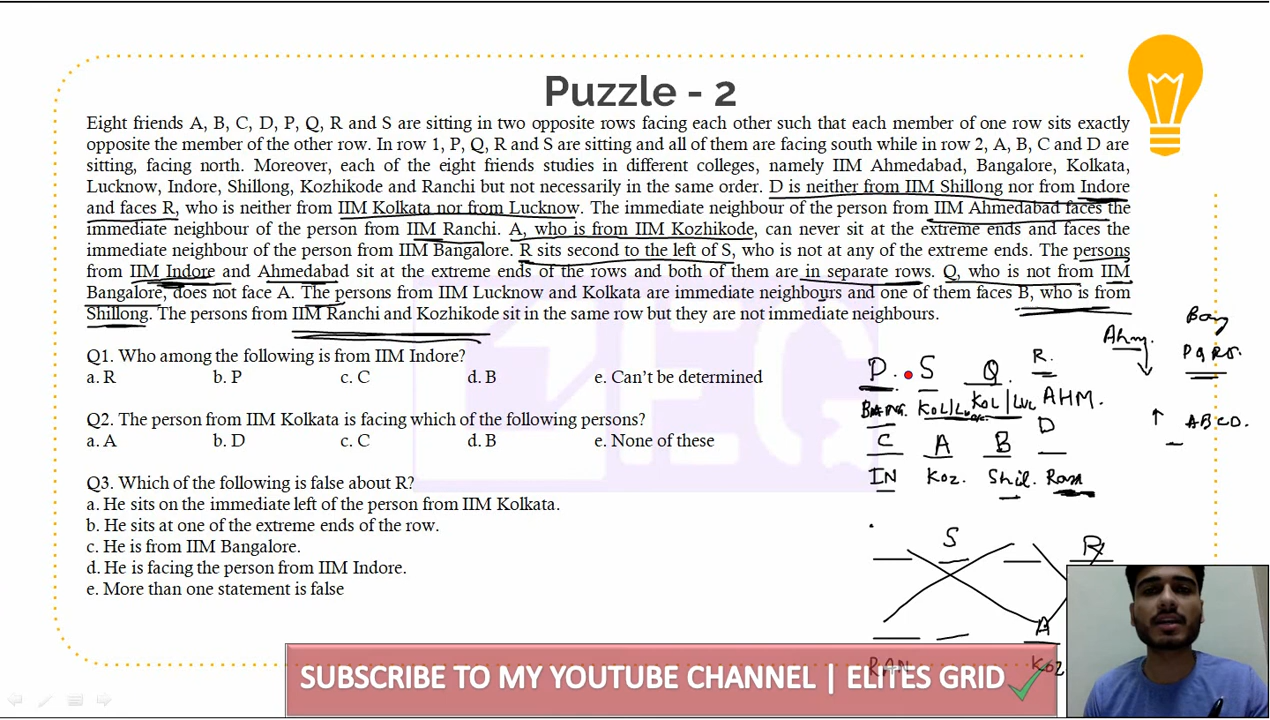 Puzzle - 2
Eight friends A, B, C, D, P, Q, R and S are sitting in two opposite rows facing each other such that each member of one row sits exactly
opposite the member of the other row. In row 1, P, Q, R and S are sitting and all of them are facing south while in row 2, A, B, C and D are
sitting, facing north. Moreover, each of the eight friends studies in different colleges, namely IIM Ahmedabad, Bangalore, Kolkata,
Lucknow, Indore, Shillong, Kozhikode and Ranchi but not necessarily in the same order. D is neither from IIM Shillong nor from Indore
and faces R, who is neither from IIM Kolkata nor from Lucknow. The immediate neighbour of the person from IIM Ahmedabad faces the
immediate neighbour of the person from IIM Ranchi. A, who is from IIM Kozhikode, can never sit at the extreme ends and faces the
immediate neighbour of the person from IIM Bangalore. R sits second to the left of S, who is not at any of the extreme ends. The persons
from IIM Indore and Ahmedabad sit at the extreme ends of the rows and both of them are in separate rows. Q, who is not from IIM
Bangalore, does not face A. The persons from IIM Lucknow and Kolkata are immediate neighbours and one of them faces B, who is from
Shillong. The persons from IIM Ranchi and Kozhikode sit in the same row but they are not immediate neighbours.
Q1. Who among the following is from IIM Indore?
a. R b. P c. C d. B e. Can't be determined
Q2. The person from IIM Kolkata is facing which of the following persons?
a. A b. D c. C d. B e. None of these
Q3. Which of the following is false about R?
a. He sits on the immediate left of the person from IIM Kolkata.
b. He sits at one of the extreme ends of the row.
c. He is from IIM Bangalore.
d. He is facing the person from IIM Indore.
e. More than one statement is false
Bang
Ahm.
PQRS.
P. S Q R.
BANG. KOL/ KOL/ AHM.
↑ ABCD.
C A B D
IN Koz. Shil. Ran
S R
A
RAN Koz
SUBSCRIBE TO MY YOUTUBE CHANNEL | ELITES GRID